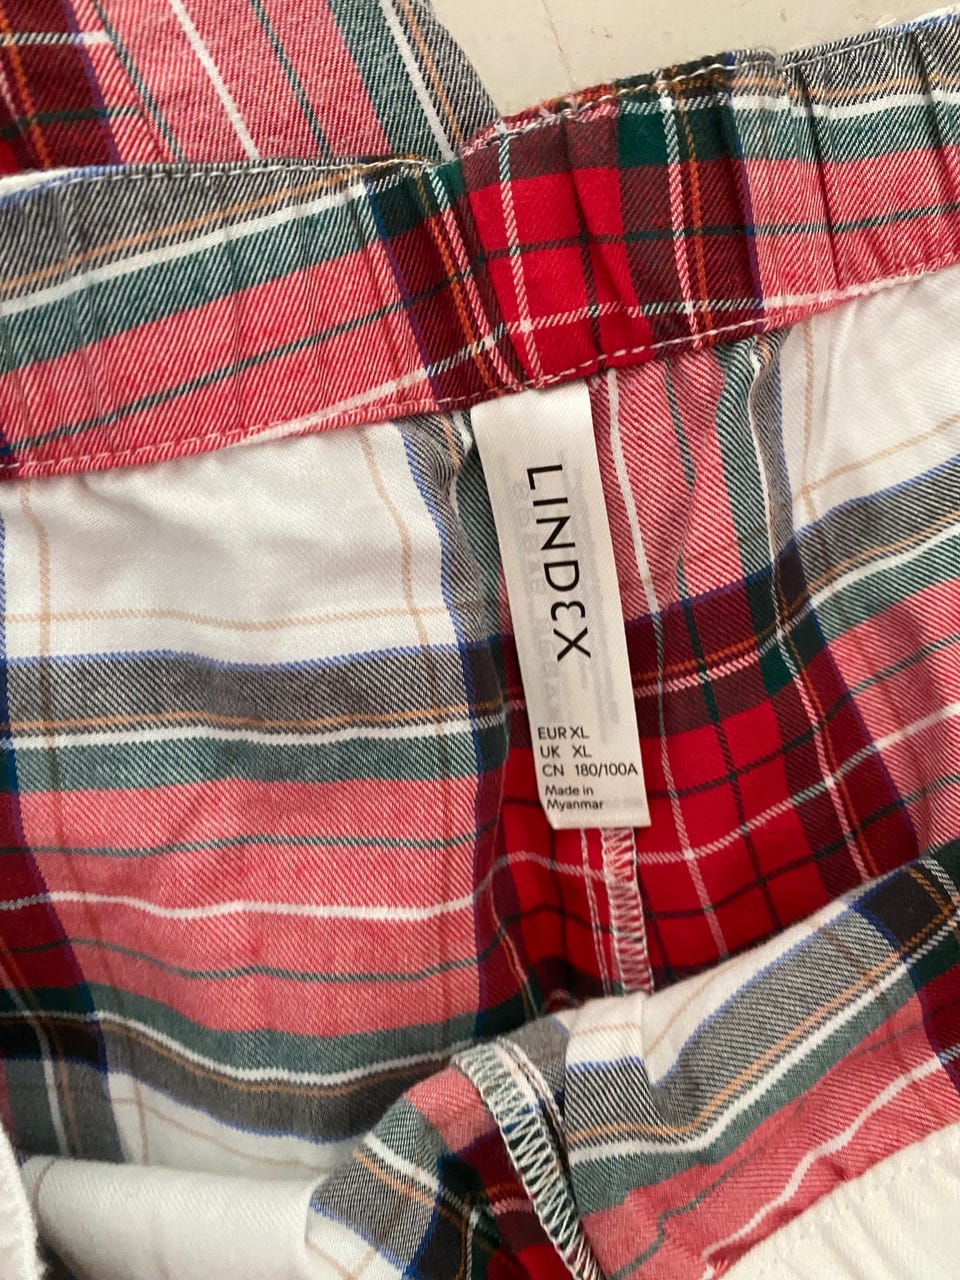 LINDEX
EUR XL
UK XL
CN 180/100A
Made in
Myanmar